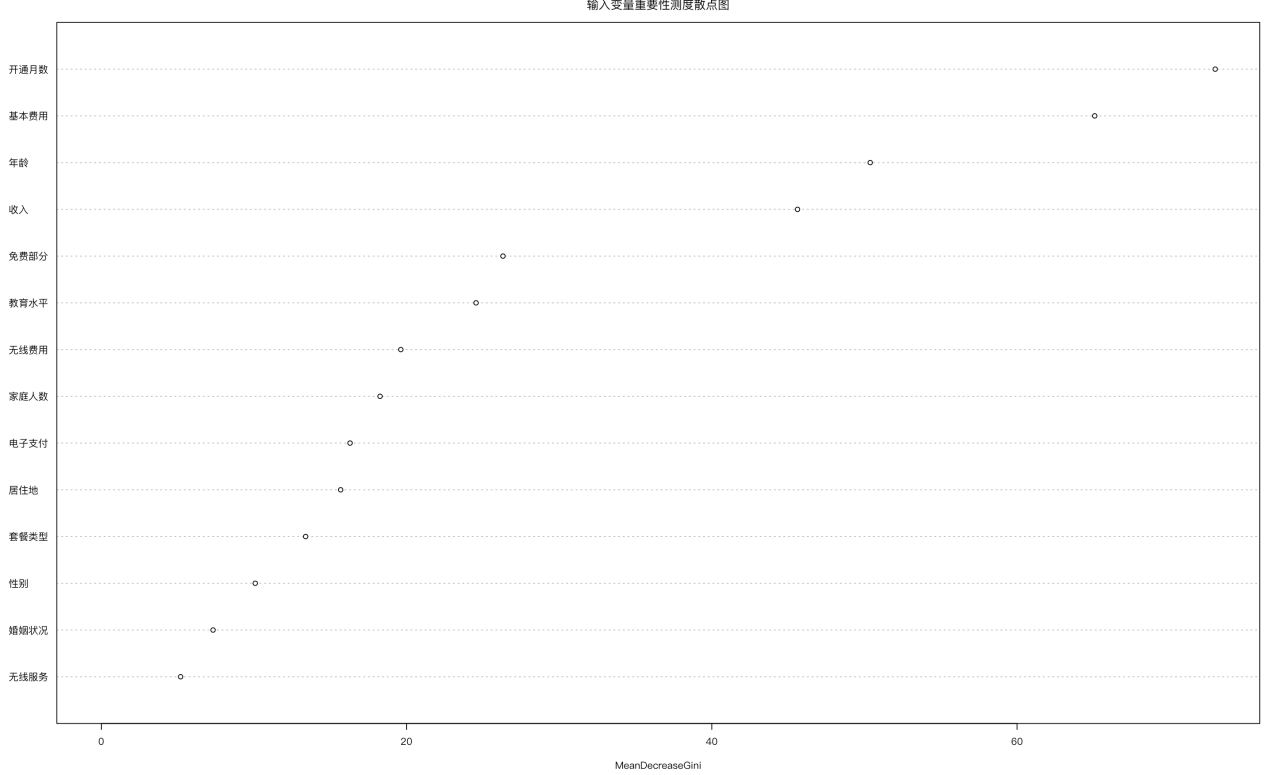 输入变量重要性测度散点图
开通月数
基本费用
年龄
收入
免费部分
教育水平
无线费用
家庭人数
电子支付
居住地
套餐类型
性别
婚姻状况
无线服务
0 20 40 60
MeanDecreaseGini